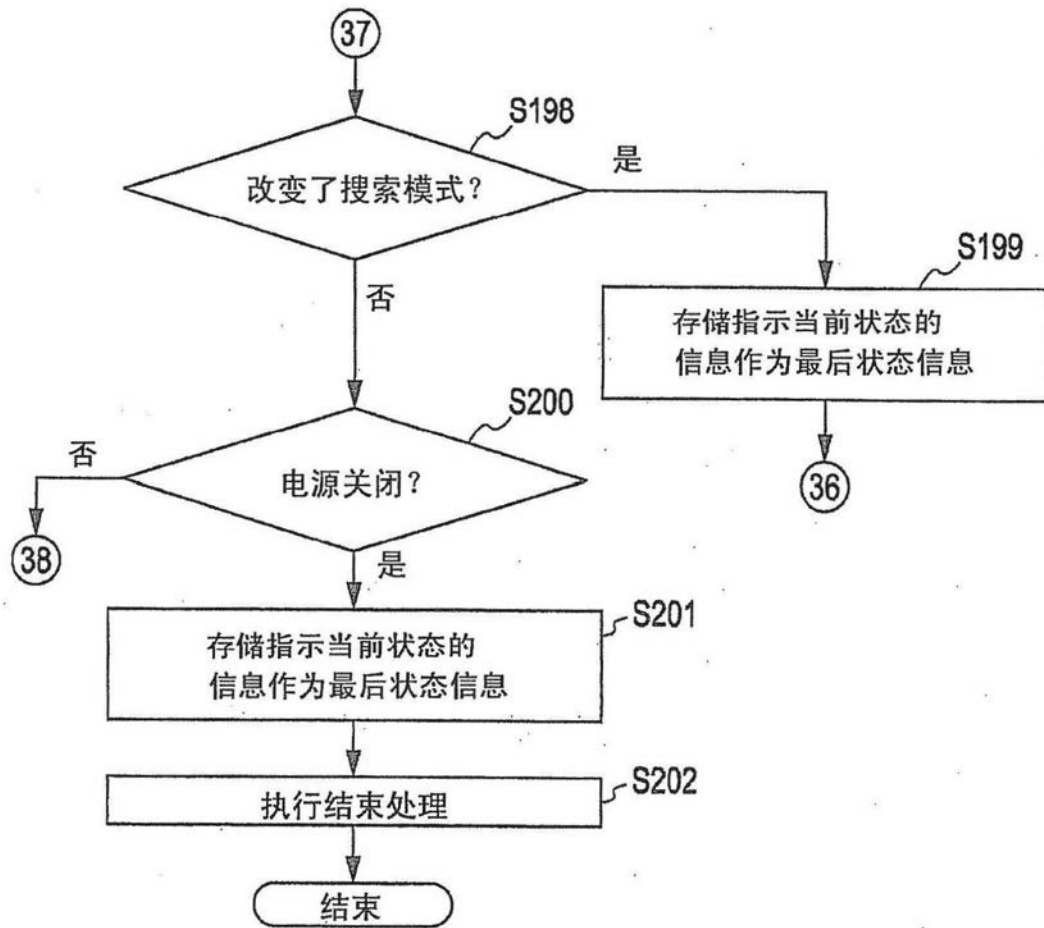 37
S198
改变了搜索模式？
是
S199
否
存储指示当前状态的
信息作为最后状态信息
S200
否
电源关闭？
36
38
是
S201
存储指示当前状态的
信息作为最后状态信息
S202
执行结束处理
结束